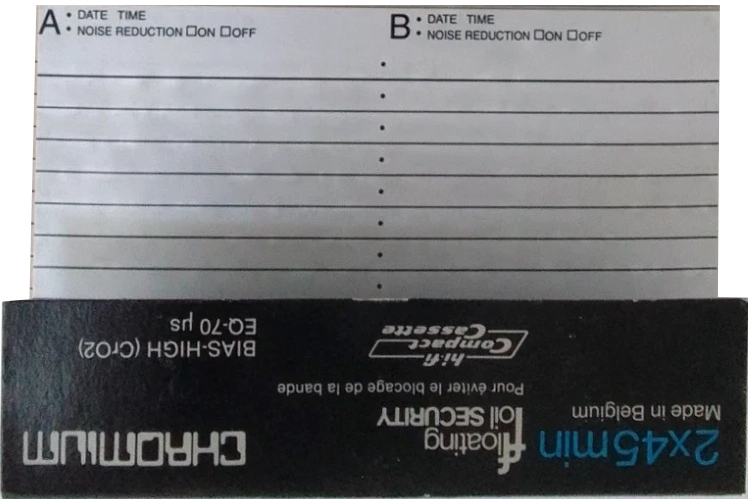 A • DATE TIME
• NOISE REDUCTION ☐ON ☐OFF
B • DATE TIME
• NOISE REDUCTION ☐ON ☐OFF
2x45min
Made in Belgium
floating
foil SECURITY
Pour éviter le blocage de la bande
hi-fi
Compact
Cassette
CHROMIUM
BIAS-HIGH (CrO2)
EQ-70 µs